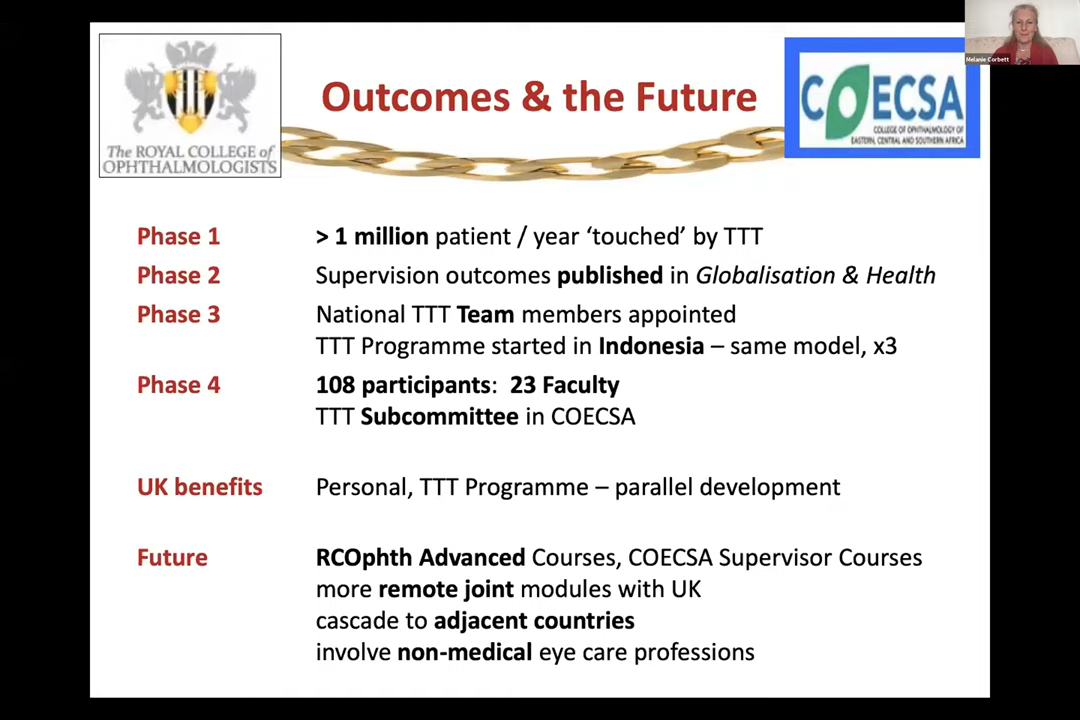 Melanie Corbett
The ROYAL COLLEGE of
OPHTHALMOLOGISTS
Outcomes & the Future
COECSA
COLLEGE OF OPHTHALMOLOGY OF
EASTERN, CENTRAL AND SOUTHERN AFRICA
Phase 1 > 1 million patient / year ‘touched’ by TTT
Phase 2 Supervision outcomes published in Globalisation & Health
Phase 3 National TTT Team members appointed
TTT Programme started in Indonesia – same model, x3
Phase 4 108 participants: 23 Faculty
TTT Subcommittee in COECSA
UK benefits Personal, TTT Programme – parallel development
Future RCOphth Advanced Courses, COECSA Supervisor Courses
more remote joint modules with UK
cascade to adjacent countries
involve non-medical eye care professions